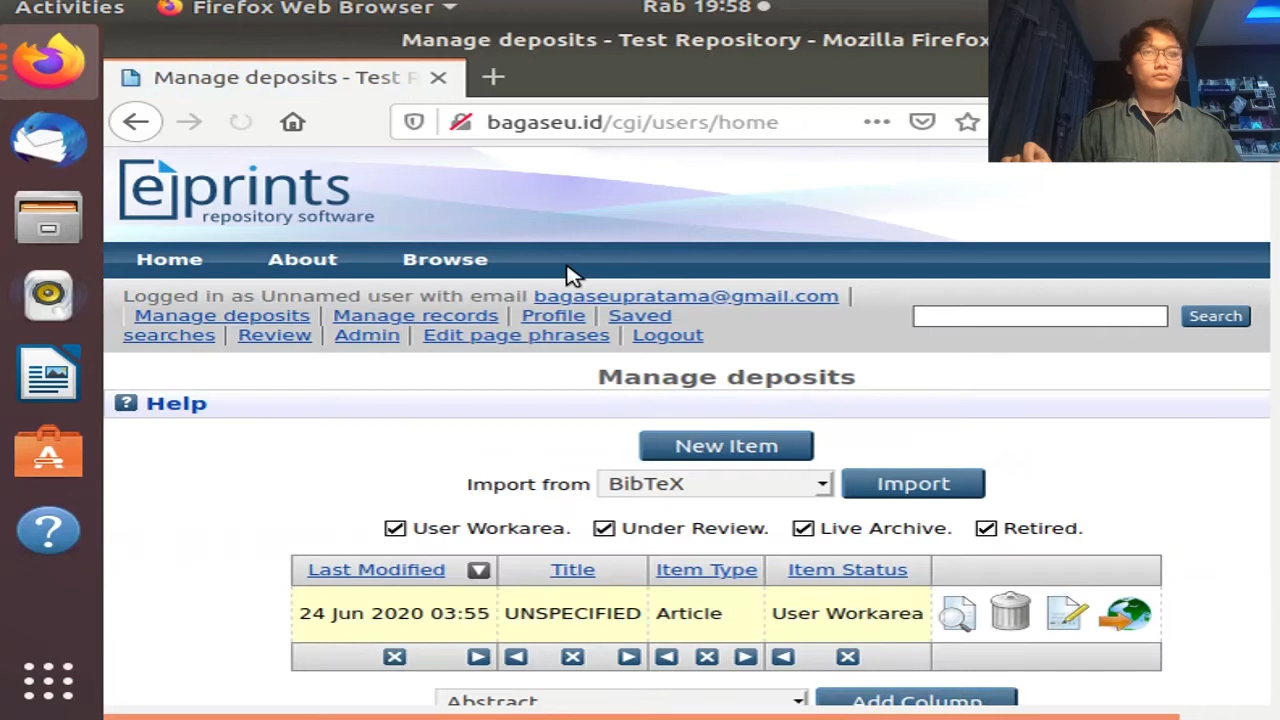 Activities Firefox Web Browser Rab 19:58
Manage deposits - Test Repository - Mozilla Firefox
Manage deposits - Test R
bagaseu.id/cgi/users/home
eprints
repository software
Home About Browse
Logged in as Unnamed user with email bagaseupratama@gmail.com |
| Manage deposits | Manage records | Profile | Saved
searches | Review | Admin | Edit page phrases | Logout
Search
Manage deposits
? Help
New Item
Import from BibTeX Import
User Workarea. Under Review. Live Archive. Retired.
Last Modified Title Item Type Item Status
24 Jun 2020 03:55 UNSPECIFIED Article User Workarea
Abstract Add Column